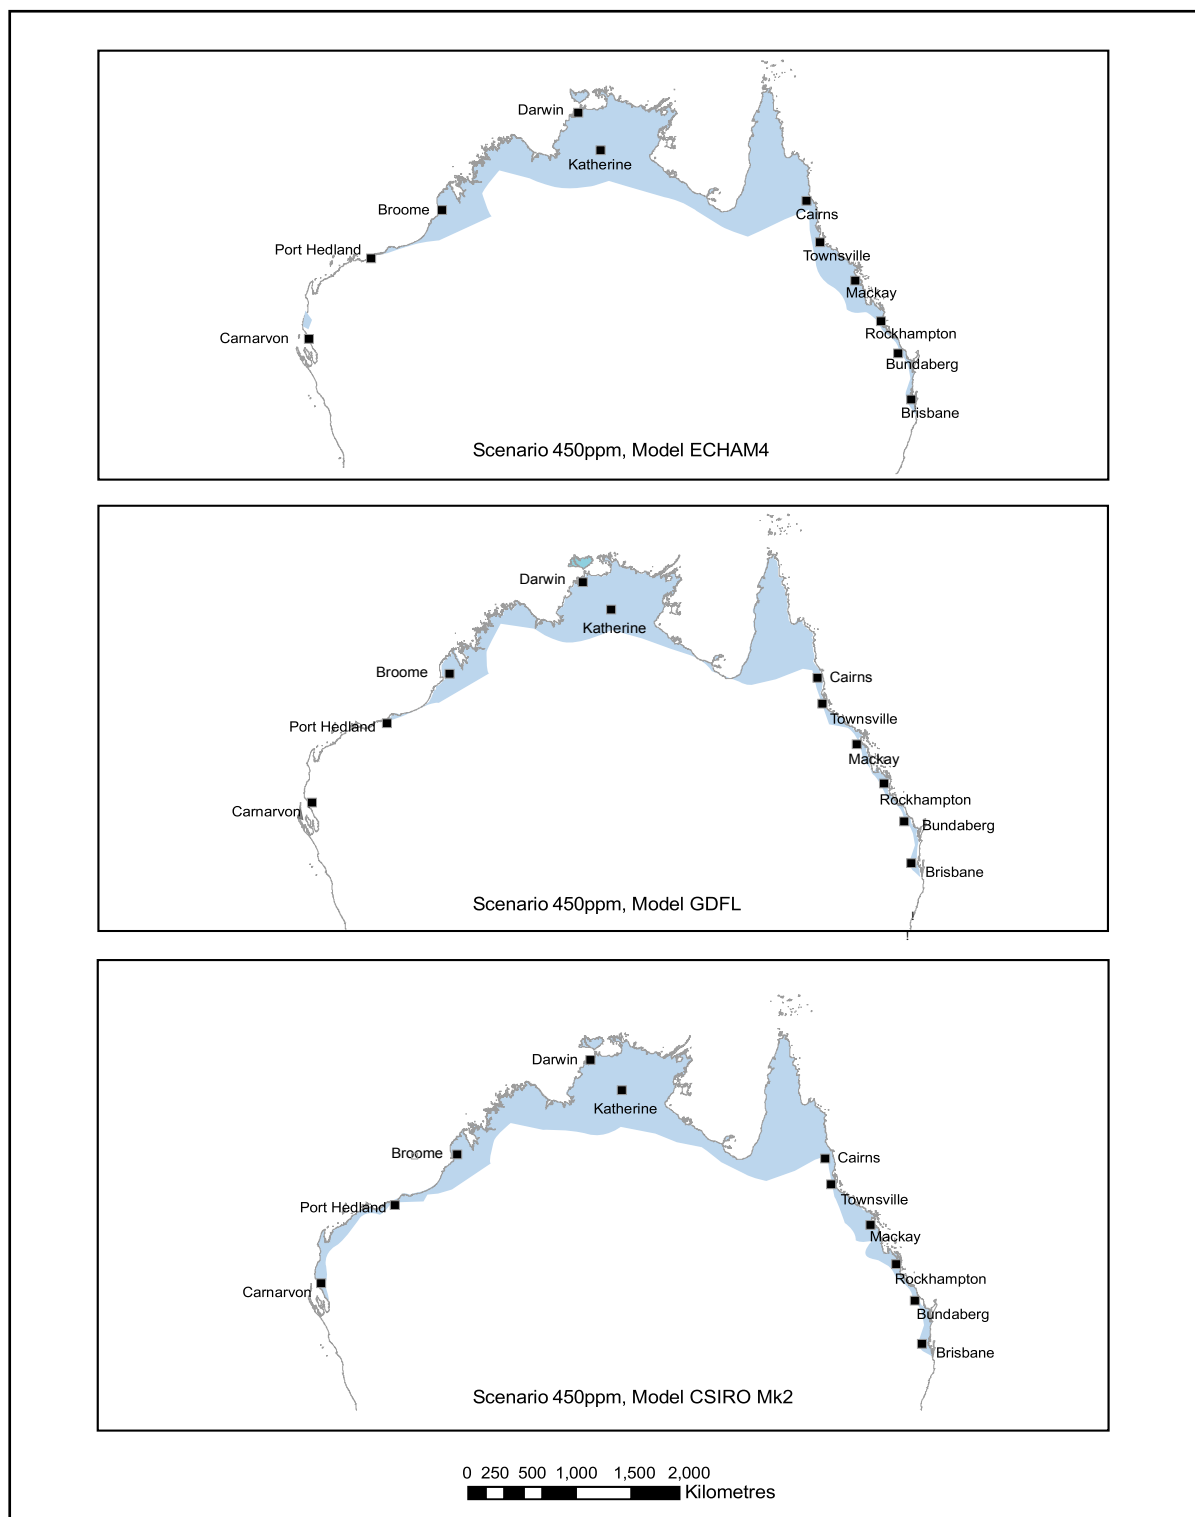 Darwin
Katherine
Broome
Cairns
Port Hedland
Townsville
Mackay
Carnarvon
Rockhampton
Bundaberg
Brisbane
Scenario 450ppm, Model ECHAM4
Darwin
Katherine
Broome
Cairns
Port Hedland
Townsville
Mackay
Carnarvon
Rockhampton
Bundaberg
Brisbane
Scenario 450ppm, Model GDFL
!
!
Darwin
Katherine
Broome
Cairns
Port Hedland
Townsville
Mackay
Carnarvon
Rockhampton
Bundaberg
Brisbane
Scenario 450ppm, Model CSIRO Mk2
0 250 500 1,000 1,500 2,000
Kilometres